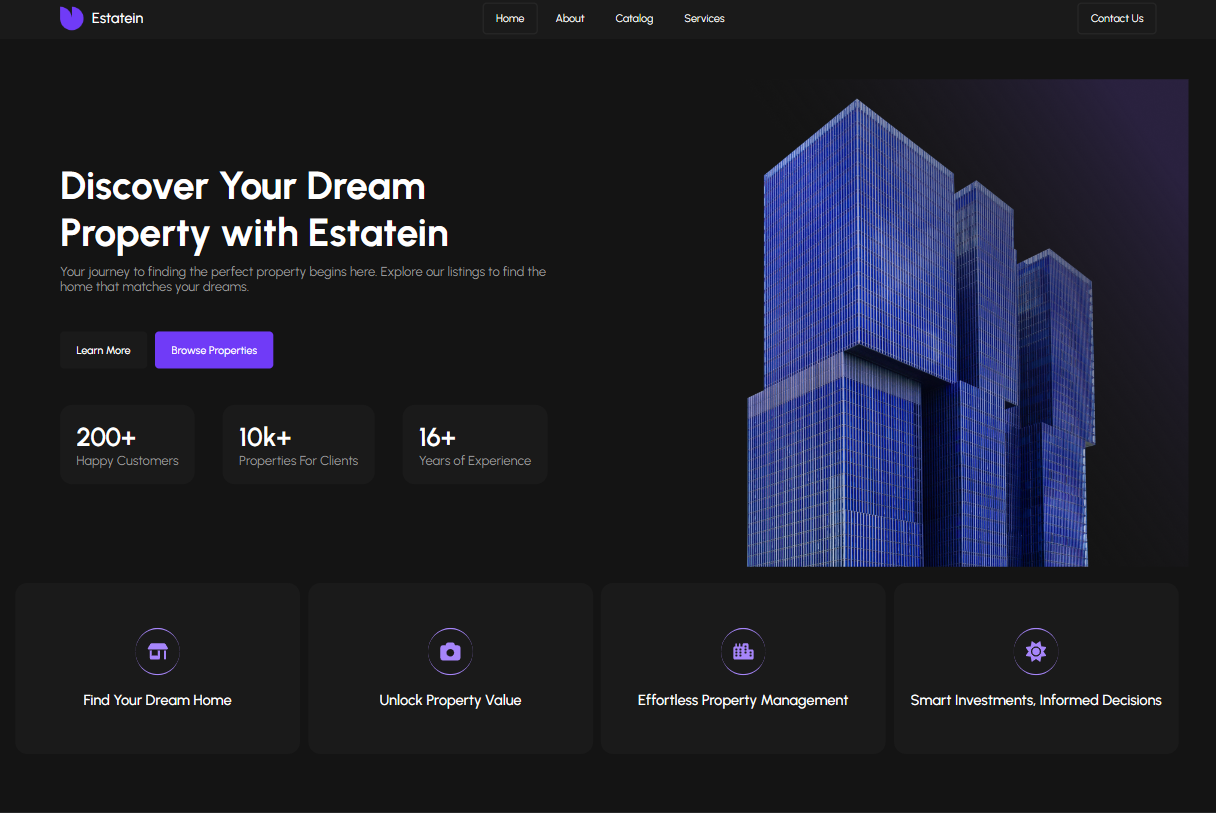 Estatein
Home
About
Catalog
Services
Contact Us
Discover Your Dream
Property with Estatein
Your journey to finding the perfect property begins here. Explore our listings to find the
home that matches your dreams.
Learn More
Browse Properties
200+
Happy Customers
10k+
Properties For Clients
16+
Years of Experience
Find Your Dream Home
Unlock Property Value
Effortless Property Management
Smart Investments, Informed Decisions